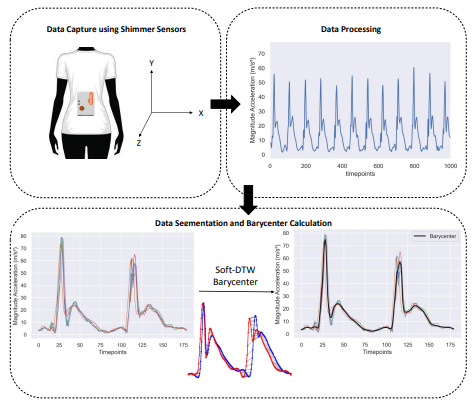 Data Capture using Shimmer Sensors
Y
X
Z
Data Processing
Magnitude Acceleration (m/s²)
70
60
50
40
30
20
10
0
0 200 400 600 800 1000
timepoints
Data Segmentation and Barycenter Calculation
Magnitude Acceleration (m/s²)
80
70
60
50
40
30
20
10
0
0 25 50 75 100 125 150 175
Timepoints
Soft-DTW
Barycenter
Magnitude Acceleration (m/s²)
80
70
60
50
40
30
20
10
0
Barycenter
0 25 50 75 100 125 150 175
Timepoints